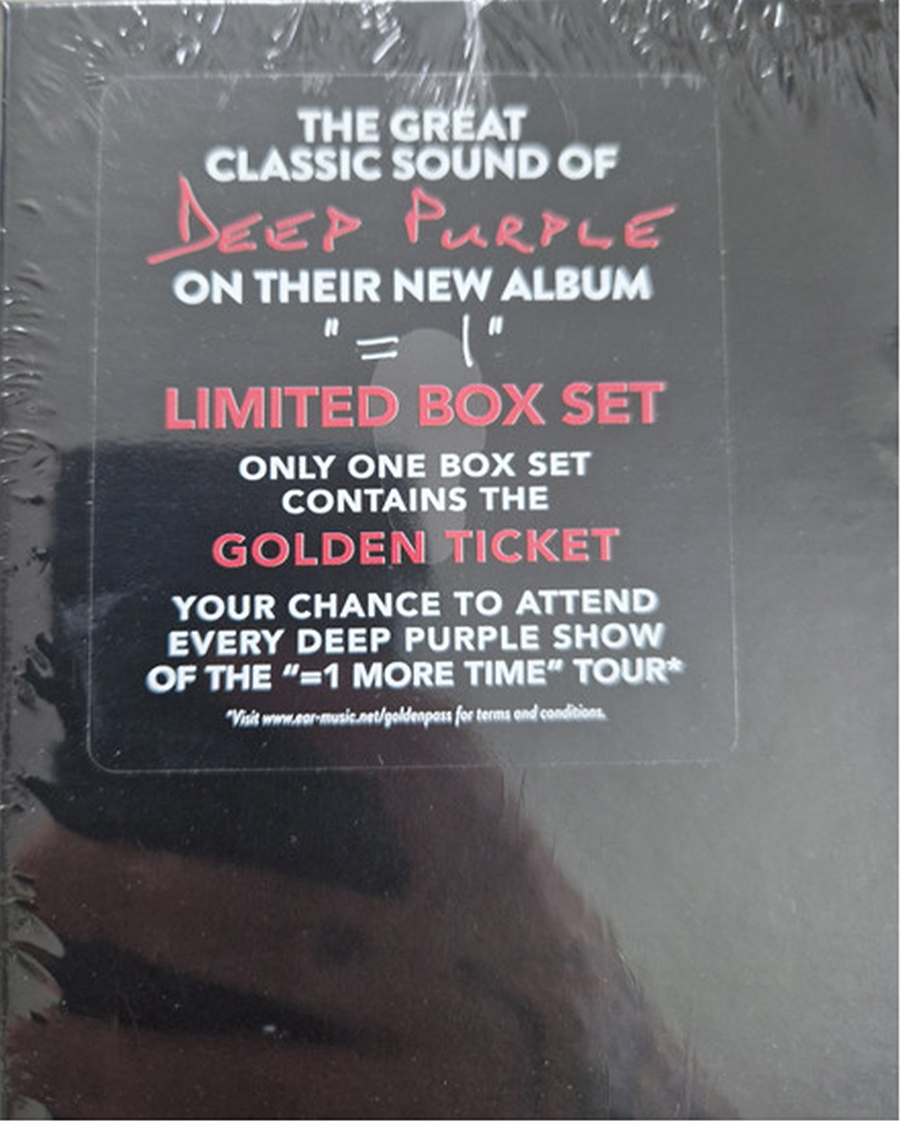 THE GREAT
CLASSIC SOUND OF
DEEP PURPLE
ON THEIR NEW ALBUM
"= 1"
LIMITED BOX SET
ONLY ONE BOX SET
CONTAINS THE
GOLDEN TICKET
YOUR CHANCE TO ATTEND
EVERY DEEP PURPLE SHOW
OF THE “=1 MORE TIME” TOUR*
*Visit www.ear-music.net/goldenpass for terms and conditions.